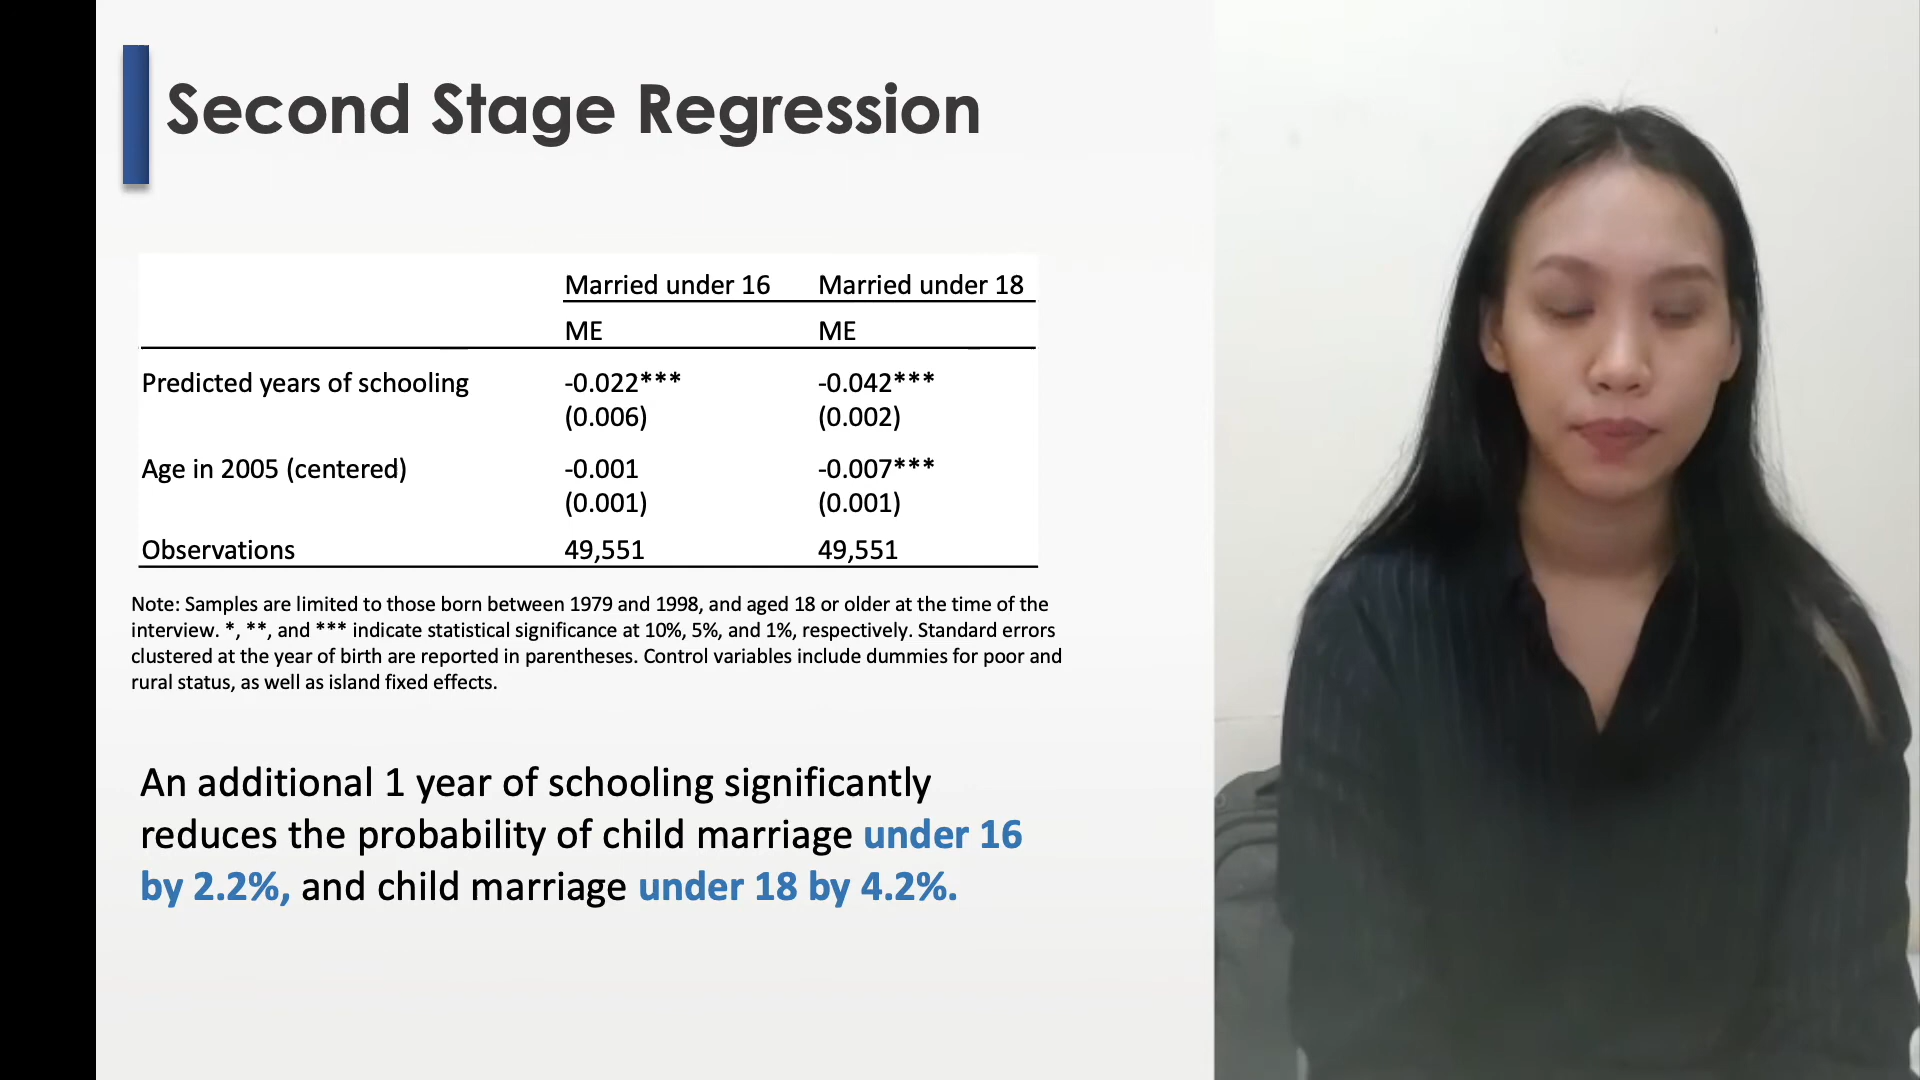 Second Stage Regression
Married under 16 Married under 18
ME ME
Predicted years of schooling -0.022*** -0.042***
(0.006) (0.002)
Age in 2005 (centered) -0.001 -0.007***
(0.001) (0.001)
Observations 49,551 49,551
Note: Samples are limited to those born between 1979 and 1998, and aged 18 or older at the time of the
interview. *, **, and *** indicate statistical significance at 10%, 5%, and 1%, respectively. Standard errors
clustered at the year of birth are reported in parentheses. Control variables include dummies for poor and
rural status, as well as island fixed effects.
An additional 1 year of schooling significantly
reduces the probability of child marriage under 16
by 2.2%, and child marriage under 18 by 4.2%.